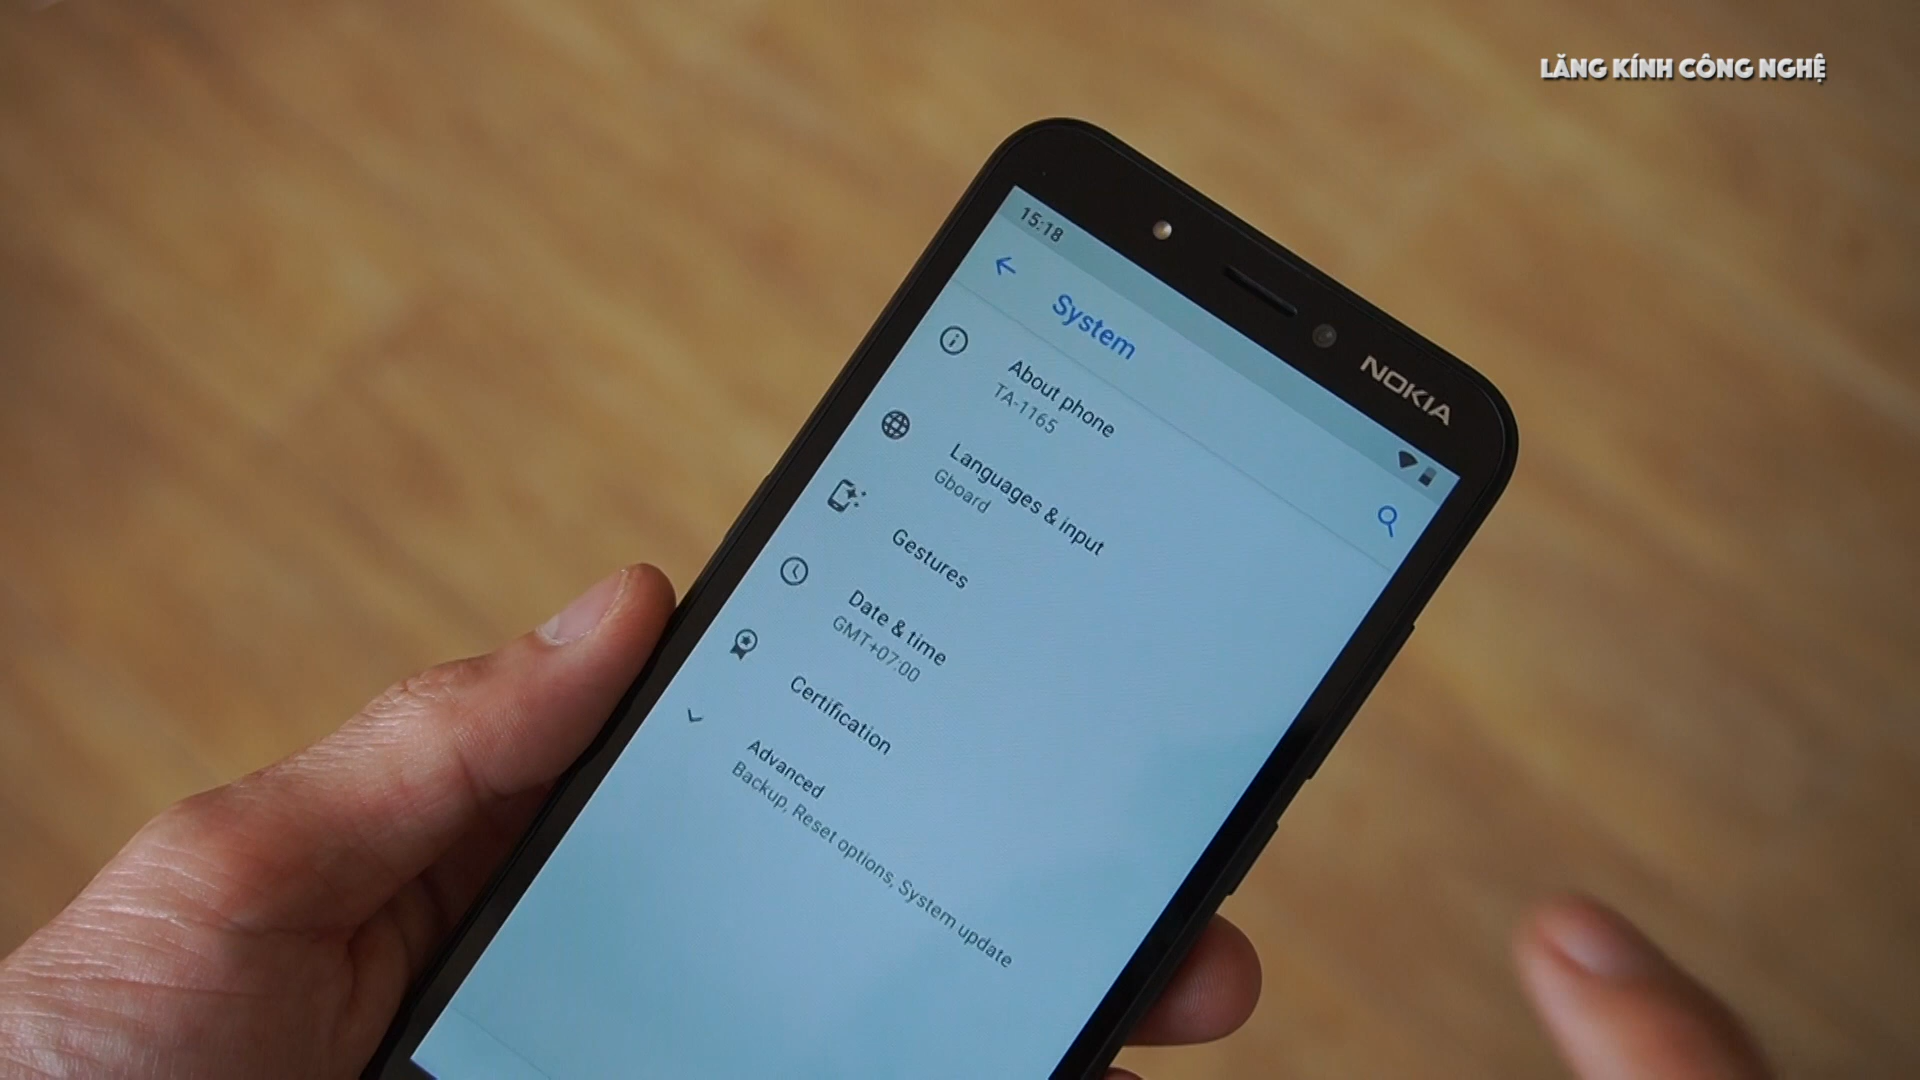 LĂNG KÍNH CÔNG NGHỆ
NOKIA
15:18
System
About phone
TA-1165
Languages & input
Gboard
Gestures
Date & time
GMT+07:00
Certification
Advanced
Backup, Reset options, System update